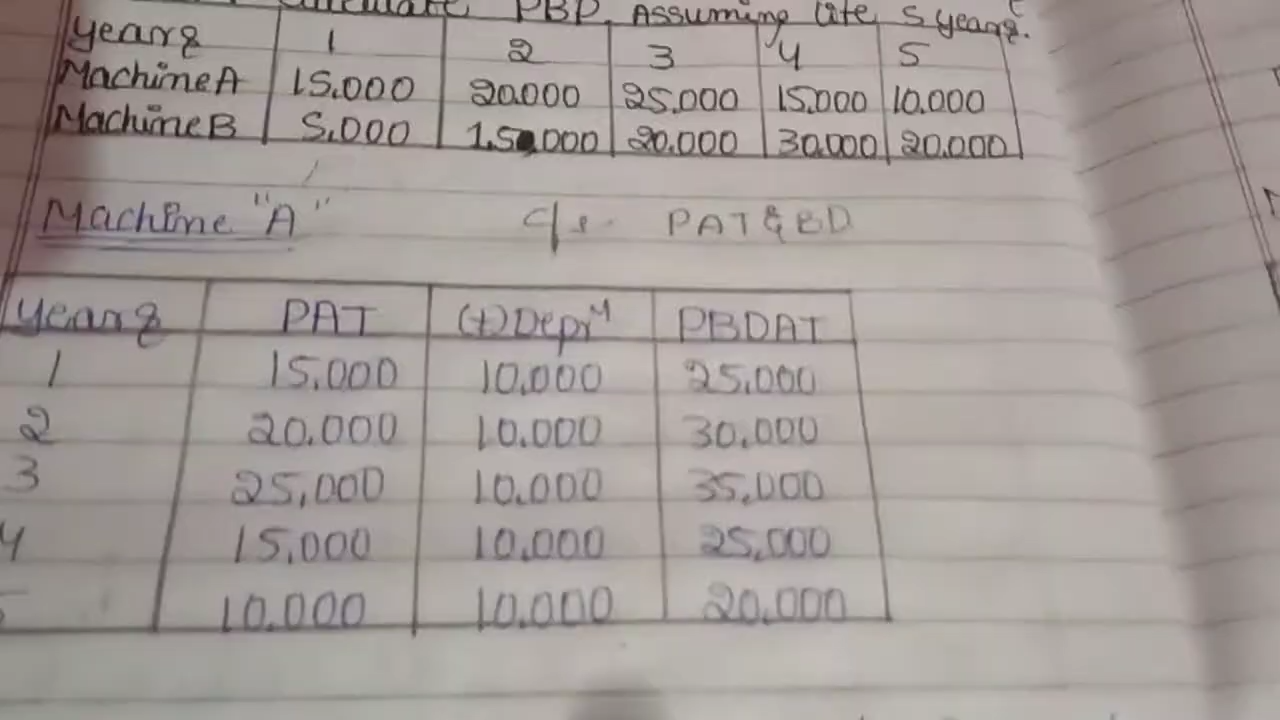 Calculate PBP. Assuming life 5 years.
years 1 2 3 4 5
Machine A 15.000 20.000 25.000 15.000 10.000
Machine B 5.000 15,000 20.000 30.000 20.000
Machine "A" PAT & BD
years PAT (+) Deprn PBDAT
1 15.000 10.000 25.000
2 20.000 10.000 30.000
3 25,000 10.000 35,000
4 15,000 10.000 25,000
10.000 10.000 20.000